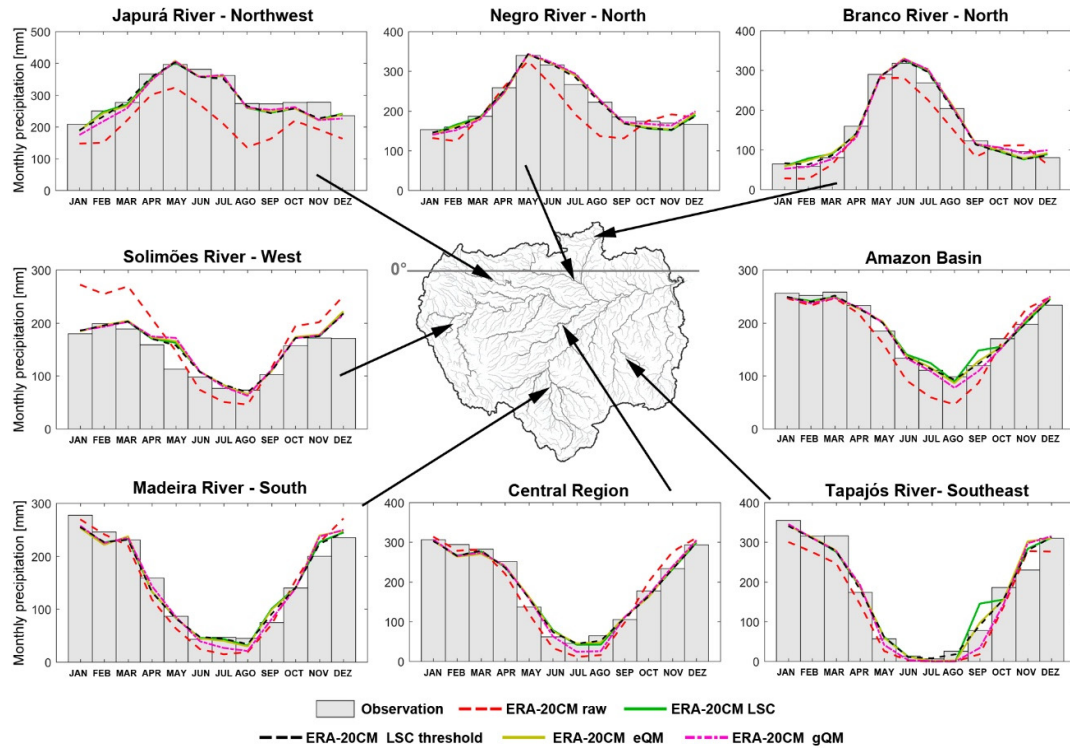 Japurá River - Northwest
Negro River - North
Branco River - North
Monthly precipitation [mm]
500
400
300
200
100
0
JAN FEB MAR APR MAY JUN JUL AGO SEP OCT NOV DEZ
400
300
200
100
0
JAN FEB MAR APR MAY JUN JUL AGO SEP OCT NOV DEZ
400
300
200
100
0
JAN FEB MAR APR MAY JUN JUL AGO SEP OCT NOV DEZ
Solimões River - West
0°
Amazon Basin
Monthly precipitation [mm]
300
200
100
0
JAN FEB MAR APR MAY JUN JUL AGO SEP OCT NOV DEZ
300
200
100
0
JAN FEB MAR APR MAY JUN JUL AGO SEP OCT NOV DEZ
Madeira River - South
Central Region
Tapajós River- Southeast
Monthly precipitation [mm]
300
200
100
0
JAN FEB MAR APR MAY JUN JUL AGO SEP OCT NOV DEZ
400
300
200
100
0
JAN FEB MAR APR MAY JUN JUL AGO SEP OCT NOV DEZ
400
300
200
100
0
JAN FEB MAR APR MAY JUN JUL AGO SEP OCT NOV DEZ
Observation ERA-20CM raw ERA-20CM LSC
ERA-20CM LSC threshold ERA-20CM eQM ERA-20CM gQM